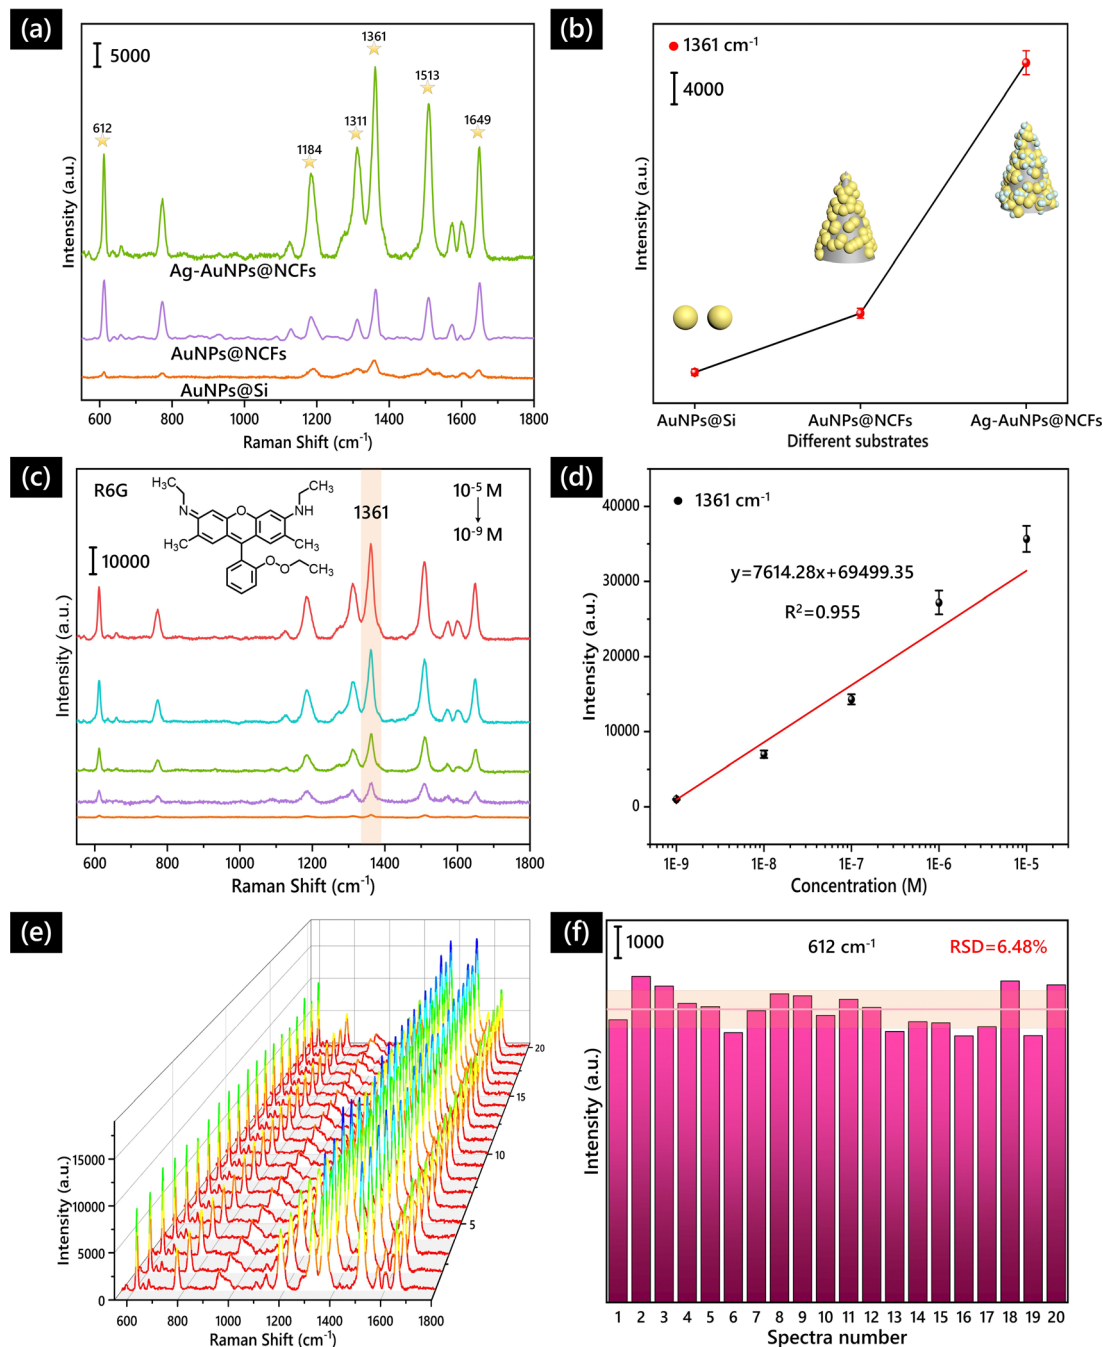 (a)
5000
612
1184
1311
1361
1513
1649
Ag-AuNPs@NCFs
AuNPs@NCFs
AuNPs@Si
Intensity (a.u.)
600 800 1000 1200 1400 1600 1800
Raman Shift (cm⁻¹)
(b)
1361 cm⁻¹
4000
Intensity (a.u.)
AuNPs@Si AuNPs@NCFs Ag-AuNPs@NCFs
Different substrates
(c)
R6G
10000
CH₃
N
O
NH
CH₃
H₃C
CH₃
O
O
CH₃
1361
10⁻⁵ M
10⁻⁹ M
Intensity (a.u.)
600 800 1000 1200 1400 1600 1800
Raman Shift (cm⁻¹)
(d)
1361 cm⁻¹
y=7614.28x+69499.35
R²=0.955
40000
30000
20000
10000
0
Intensity (a.u.)
1E-9 1E-8 1E-7 1E-6 1E-5
Concentration (M)
(e)
15000
10000
5000
0
Intensity (a.u.)
600 800 1000 1200 1400 1600 1800
Raman Shift (cm⁻¹)
5
10
15
20
(f)
1000
612 cm⁻¹
RSD=6.48%
Intensity (a.u.)
1 2 3 4 5 6 7 8 9 10 11 12 13 14 15 16 17 18 19 20
Spectra number